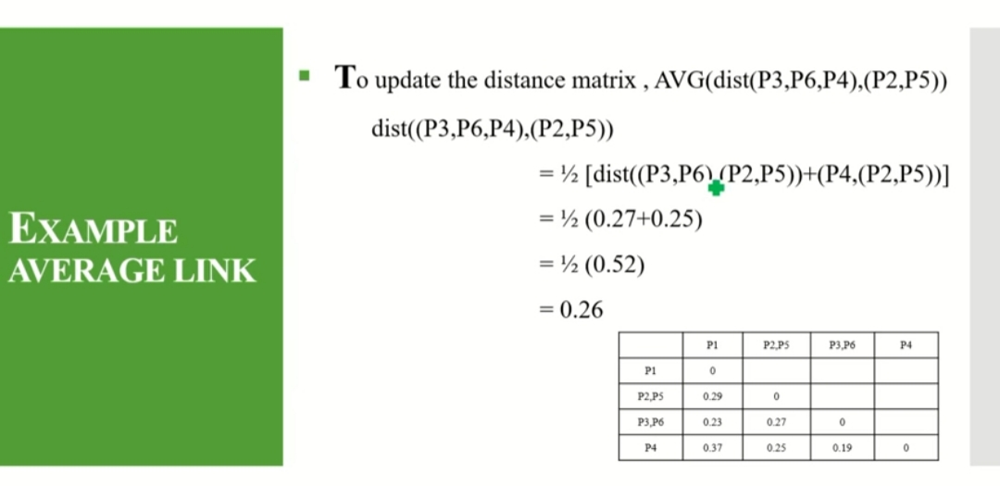 EXAMPLE
AVERAGE LINK
▪ To update the distance matrix , AVG(dist(P3,P6,P4),(P2,P5))
dist((P3,P6,P4),(P2,P5))
= ½ [dist((P3,P6),(P2,P5))+(P4,(P2,P5))]
= ½ (0.27+0.25)
= ½ (0.52)
= 0.26
P1 P2,P5 P3,P6 P4
P1 0
P2,P5 0.29 0
P3,P6 0.23 0.27 0
P4 0.37 0.25 0.19 0